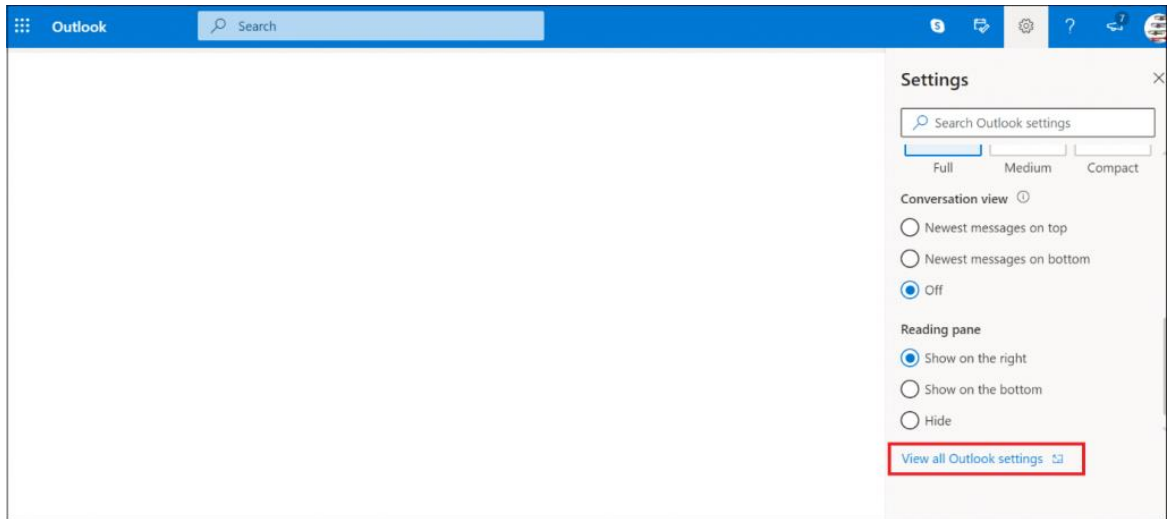 Outlook
Search
S
?
7
Settings
Search Outlook settings
Full Medium Compact
Conversation view
Newest messages on top
Newest messages on bottom
Off
Reading pane
Show on the right
Show on the bottom
Hide
View all Outlook settings